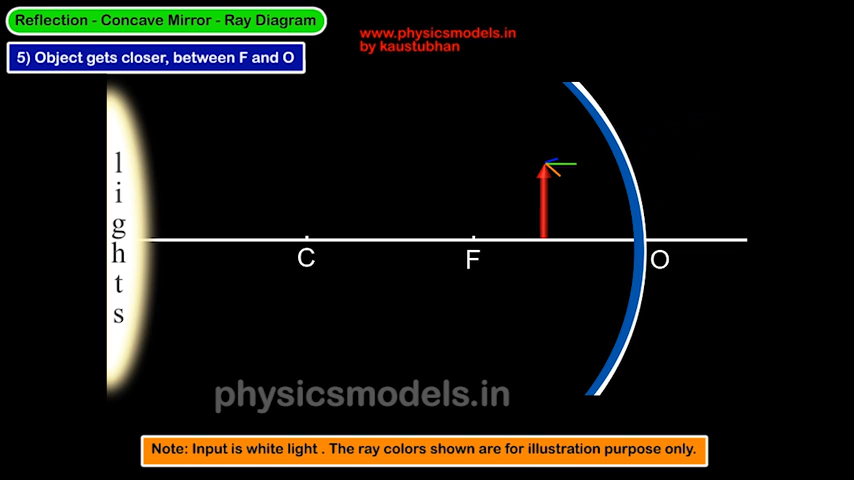 Reflection - Concave Mirror - Ray Diagram
www.physicsmodels.in
by kaustubhan
5) Object gets closer, between F and O
l
i
g
h
t
s
C
F
O
physicsmodels.in
Note: Input is white light . The ray colors shown are for illustration purpose only.